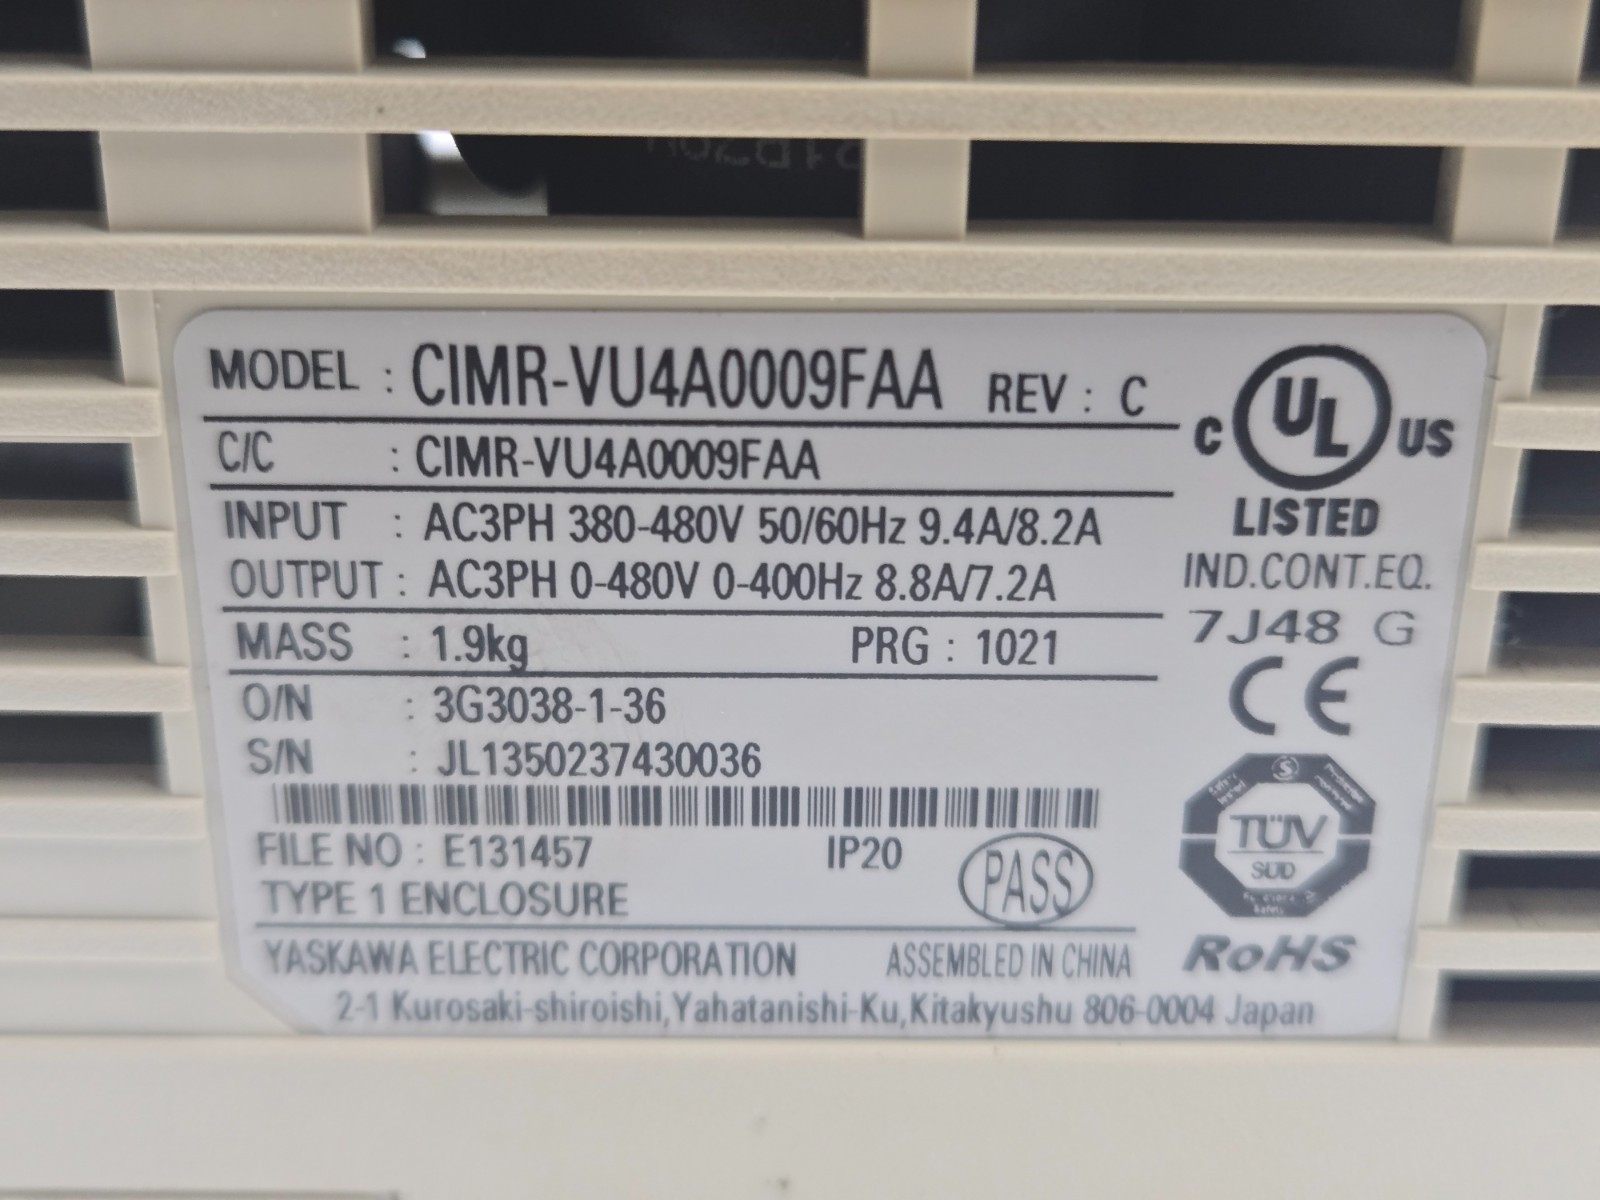 MODEL : CIMR-VU4A0009FAA REV : C
C/C : CIMR-VU4A0009FAA
INPUT : AC3PH 380-480V 50/60Hz 9.4A/8.2A
OUTPUT : AC3PH 0-480V 0-400Hz 8.8A/7.2A
MASS : 1.9kg PRG : 1021
O/N : 3G3038-1-36
S/N : JL1350237430036
FILE NO : E131457 IP20 PASS
TYPE 1 ENCLOSURE
YASKAWA ELECTRIC CORPORATION ASSEMBLED IN CHINA
2-1 Kurosaki-shiroishi,Yahatanishi-Ku,Kitakyushu 806-0004 Japan
C UL US
LISTED
IND.CONT.EQ.
7J48 G
CE
TÜV
SÜD
RoHS